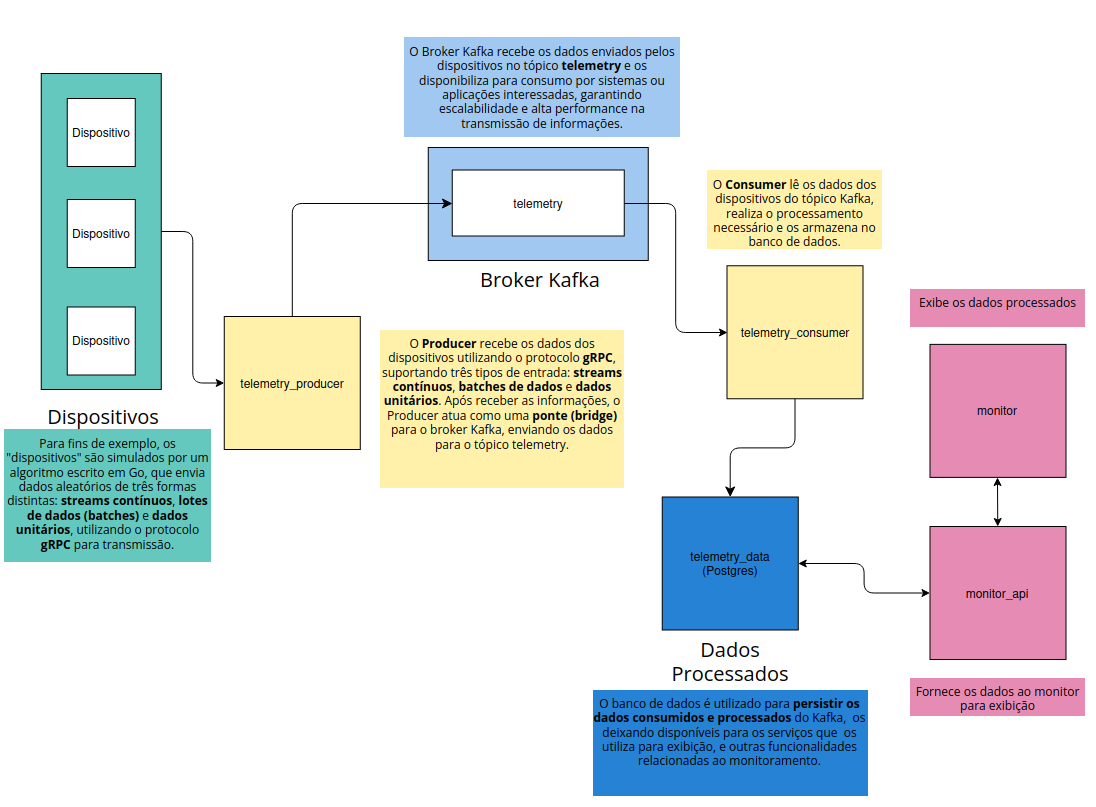 O Broker Kafka recebe os dados enviados pelos
dispositivos no tópico telemetry e os
disponibiliza para consumo por sistemas ou
aplicações interessadas, garantindo
escalabilidade e alta performance na
transmissão de informações.
Dispositivo
Dispositivo
Dispositivo
Dispositivos
Para fins de exemplo, os
"dispositivos" são simulados por um
algoritmo escrito em Go, que envia
dados aleatórios de três formas
distintas: streams contínuos, lotes
de dados (batches) e dados
unitários, utilizando o protocolo
gRPC para transmissão.
telemetry_producer
O Producer recebe os dados dos
dispositivos utilizando o protocolo gRPC,
suportando três tipos de entrada: streams
contínuos, batches de dados e dados
unitários. Após receber as informações, o
Producer atua como uma ponte (bridge)
para o broker Kafka, enviando os dados
para o tópico telemetry.
telemetry
Broker Kafka
O Consumer lê os dados dos
dispositivos do tópico Kafka,
realiza o processamento
necessário e os armazena no
banco de dados.
telemetry_consumer
telemetry_data
(Postgres)
Dados
Processados
O banco de dados é utilizado para persistir os
dados consumidos e processados do Kafka, os
deixando disponíveis para os serviços que os
utiliza para exibição, e outras funcionalidades
relacionadas ao monitoramento.
Exibe os dados processados
monitor
monitor_api
Fornece os dados ao monitor
para exibição